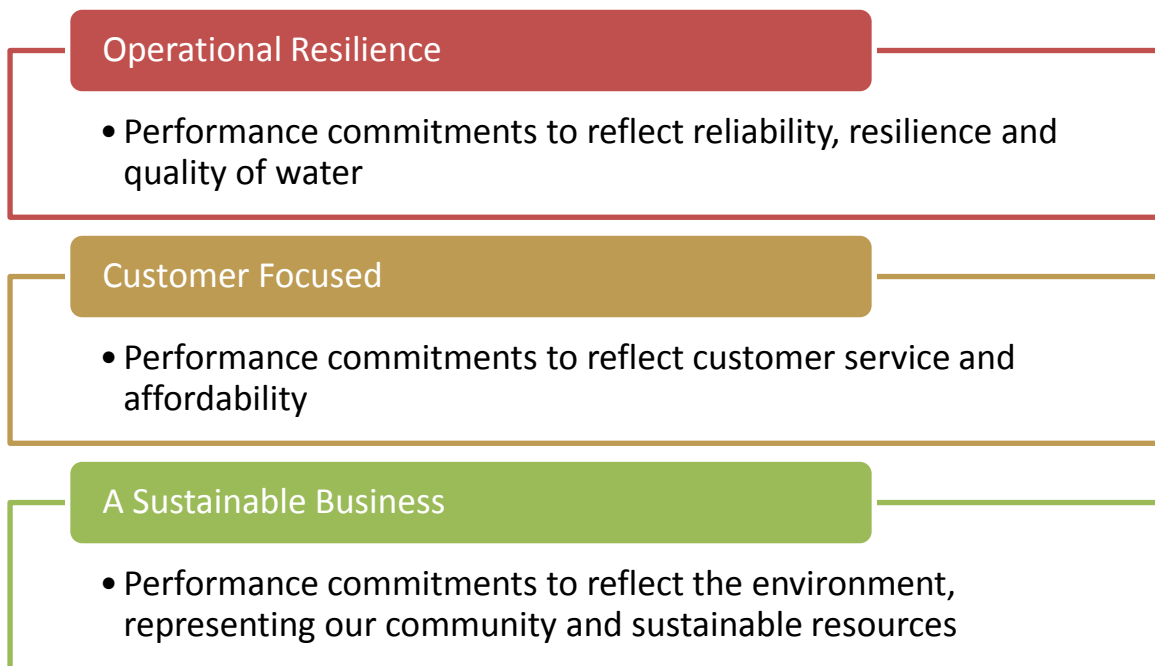 Operational Resilience
• Performance commitments to reflect reliability, resilience and
quality of water
Customer Focused
• Performance commitments to reflect customer service and
affordability
A Sustainable Business
• Performance commitments to reflect the environment,
representing our community and sustainable resources